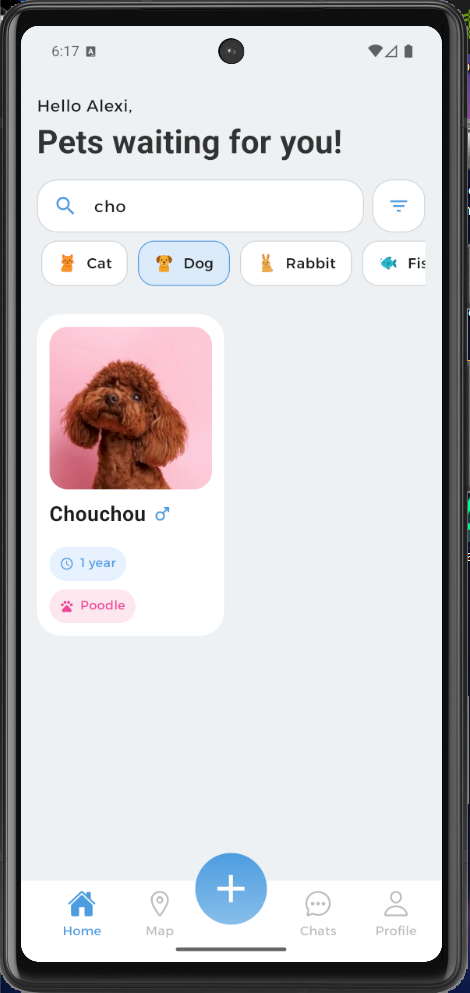 6:17
Hello Alexi,
Pets waiting for you!
cho
Cat Dog Rabbit Fis
Chouchou
1 year
Poodle
Home Map Chats Profile